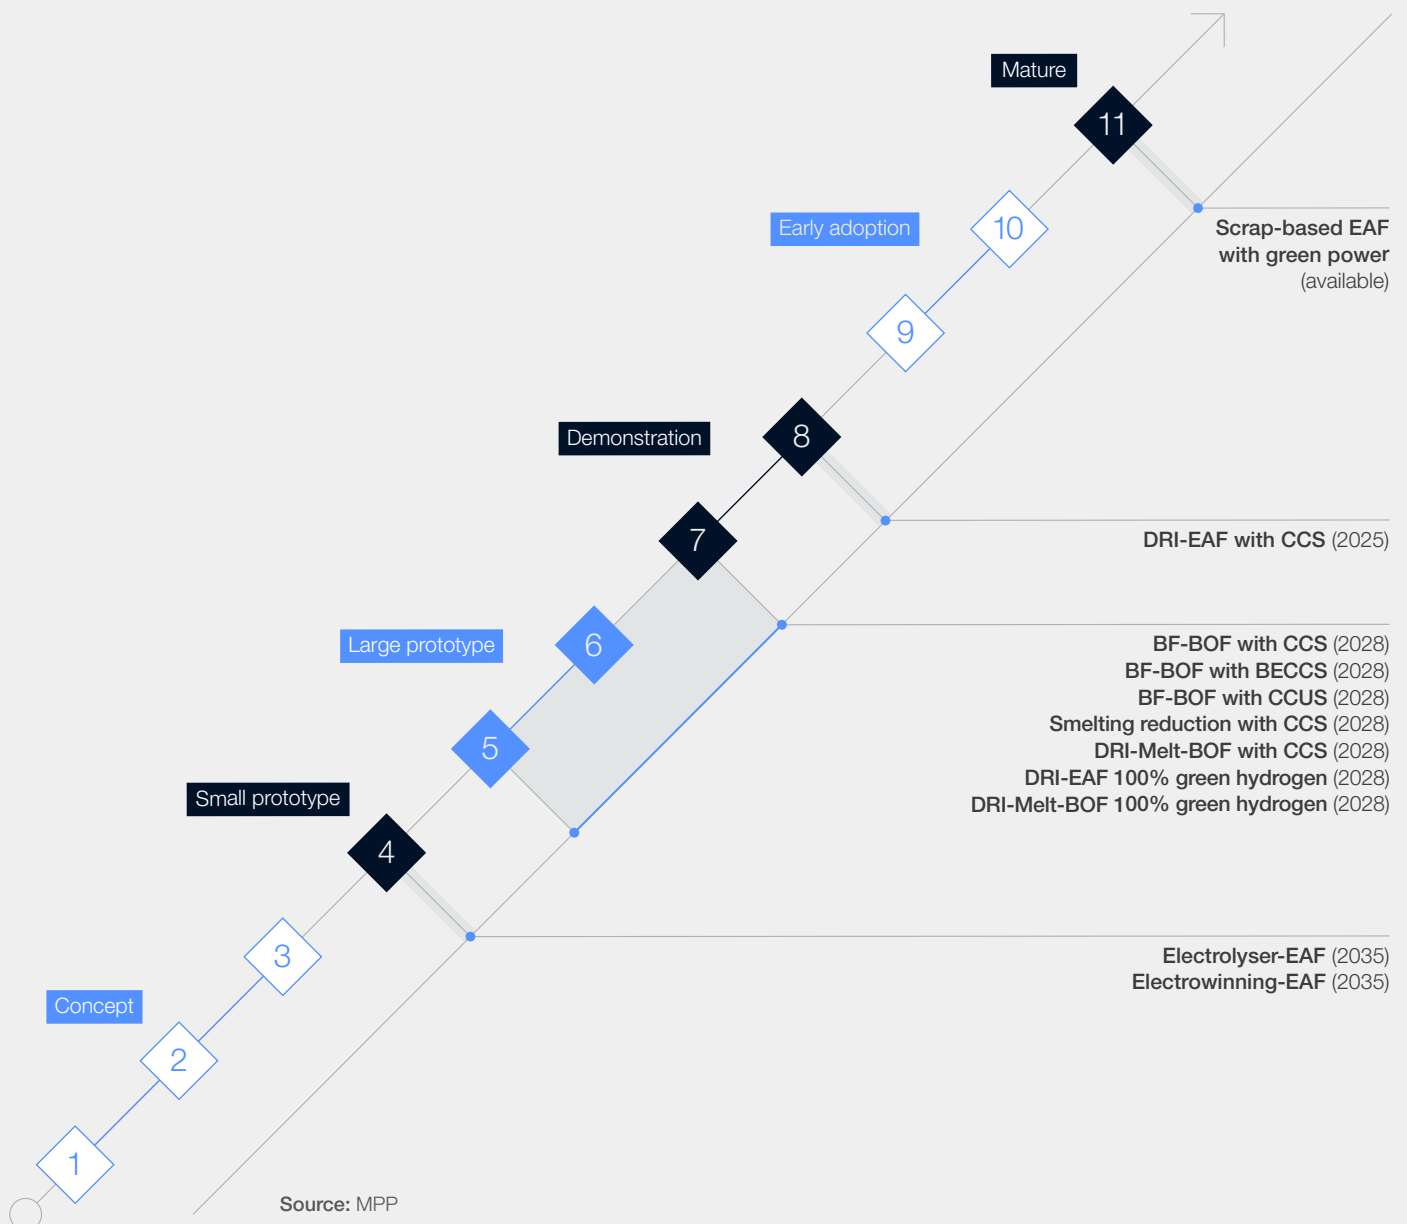 Mature
11
Early adoption
10
Scrap-based EAF
with green power
(available)
9
Demonstration
8
DRI-EAF with CCS (2025)
7
Large prototype
6
BF-BOF with CCS (2028)
BF-BOF with BECCS (2028)
BF-BOF with CCUS (2028)
Smelting reduction with CCS (2028)
DRI-Melt-BOF with CCS (2028)
DRI-EAF 100% green hydrogen (2028)
DRI-Melt-BOF 100% green hydrogen (2028)
5
Small prototype
4
Electrolyser-EAF (2035)
Electrowinning-EAF (2035)
3
Concept
2
1
Source: MPP